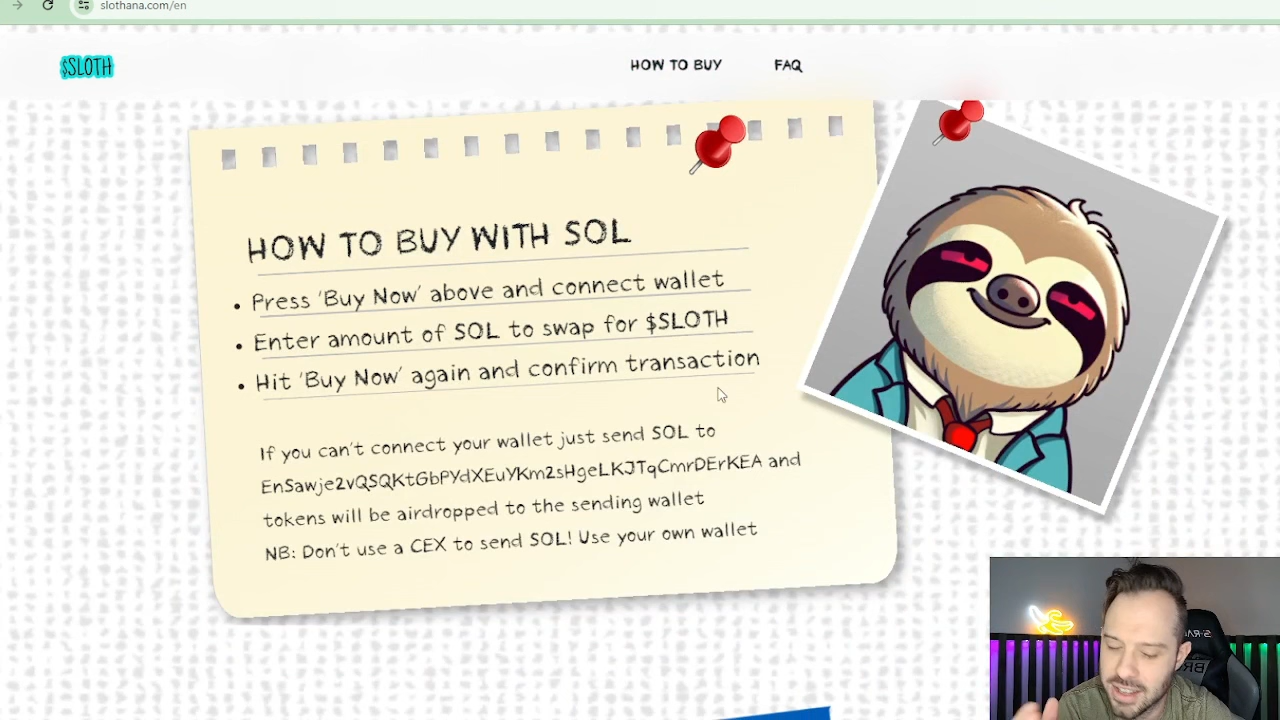 slothana.com/en
$SLOTH
HOW TO BUY
FAQ
HOW TO BUY WITH SOL
• Press 'Buy Now' above and connect wallet
• Enter amount of SOL to swap for $SLOTH
• Hit 'Buy Now' again and confirm transaction
If you can't connect your wallet just send SOL to
EnSawje2vQSQKtGbPYdXEuYKm2sHgeLKJTqCmrDErKEA and
tokens will be airdropped to the sending wallet
NB: Don't use a CEX to send SOL! Use your own wallet